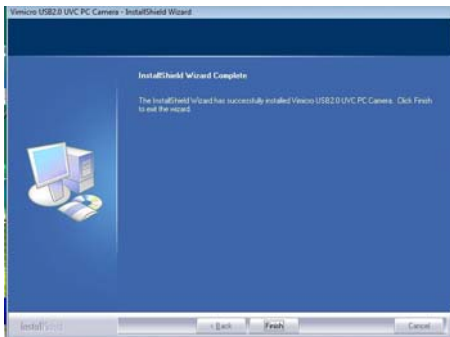 Vimicro USB2.0 UVC PC Camera - InstallShield Wizard
InstallShield Wizard Complete
The InstallShield Wizard has successfully installed Vimicro USB2.0 UVC PC Camera. Click Finish
to exit the wizard.
InstallShield
< Back
Finish
Cancel